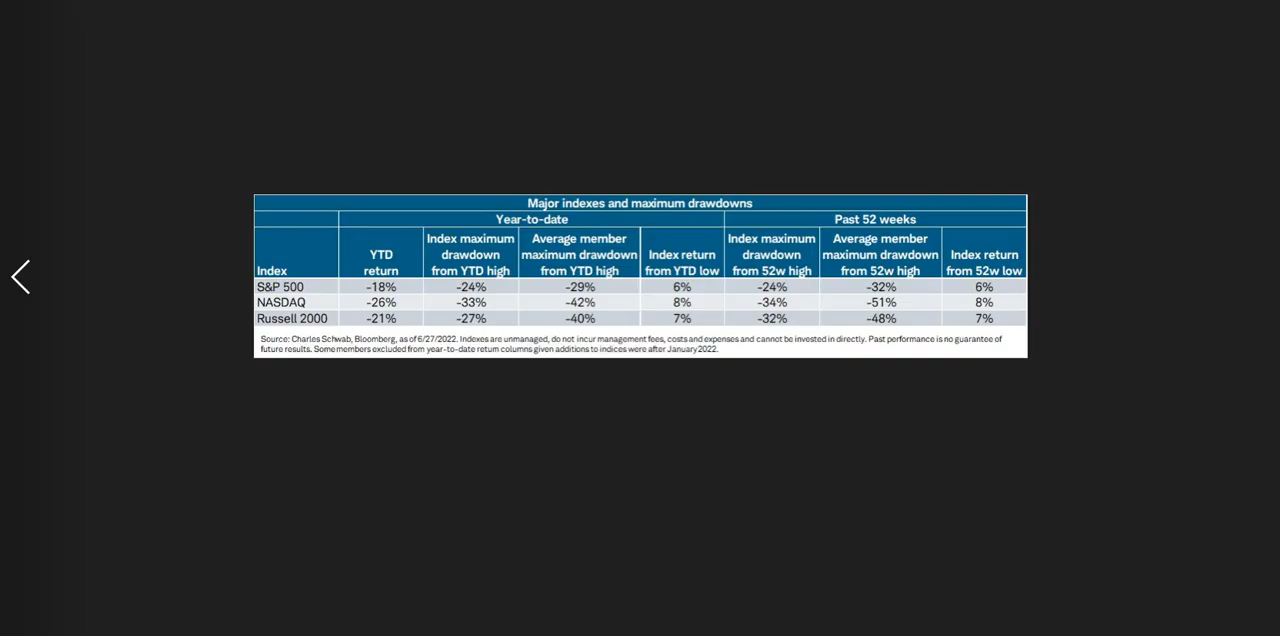 Major indexes and maximum drawdowns
Year-to-date Past 52 weeks
Index YTD return Index maximum drawdown from YTD high Average member maximum drawdown from YTD high Index return from YTD low Index maximum drawdown from 52w high Average member maximum drawdown from 52w high Index return from 52w low
S&P 500 -18% -24% -29% 6% -24% -32% 6%
NASDAQ -26% -33% -42% 8% -34% -51% 8%
Russell 2000 -21% -27% -40% 7% -32% -48% 7%
Source: Charles Schwab, Bloomberg, as of 6/27/2022. Indexes are unmanaged, do not incur management fees, costs and expenses and cannot be invested in directly. Past performance is no guarantee of
future results. Some members excluded from year-to-date return columns given additions to indices were after January 2022.